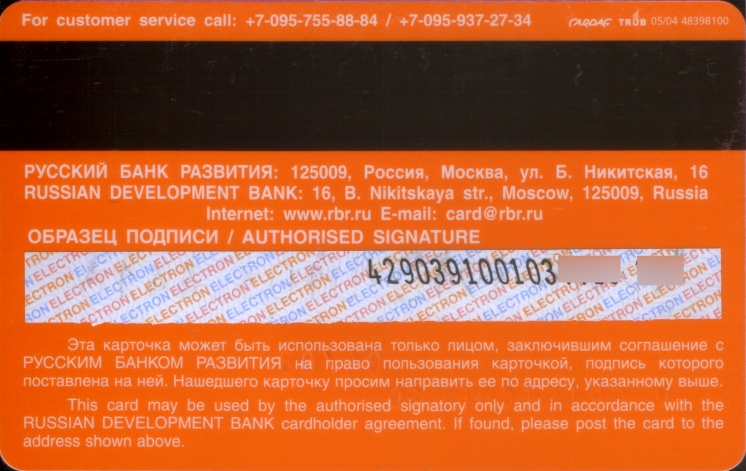 For customer service call: +7-095-755-88-84 / +7-095-937-27-34 TRÜB 05/04 48398100
РУССКИЙ БАНК РАЗВИТИЯ: 125009, Россия, Москва, ул. Б. Никитская, 16
RUSSIAN DEVELOPMENT BANK: 16, B. Nikitskaya str., Moscow, 125009, Russia
Internet: www.rbr.ru E-mail: card@rbr.ru
ОБРАЗЕЦ ПОДПИСИ / AUTHORISED SIGNATURE
ELECTRON ELECTRON ELECTRON ELECTRON
429039100103
Эта карточка может быть использована только лицом, заключившим соглашение с
РУССКИМ БАНКОМ РАЗВИТИЯ на право пользования карточкой, подпись которого
поставлена на ней. Нашедшего карточку просим направить ее по адресу, указанному выше.
This card may be used by the authorised signatory only and in accordance with the
RUSSIAN DEVELOPMENT BANK cardholder agreement. If found, please post the card to the
address shown above.